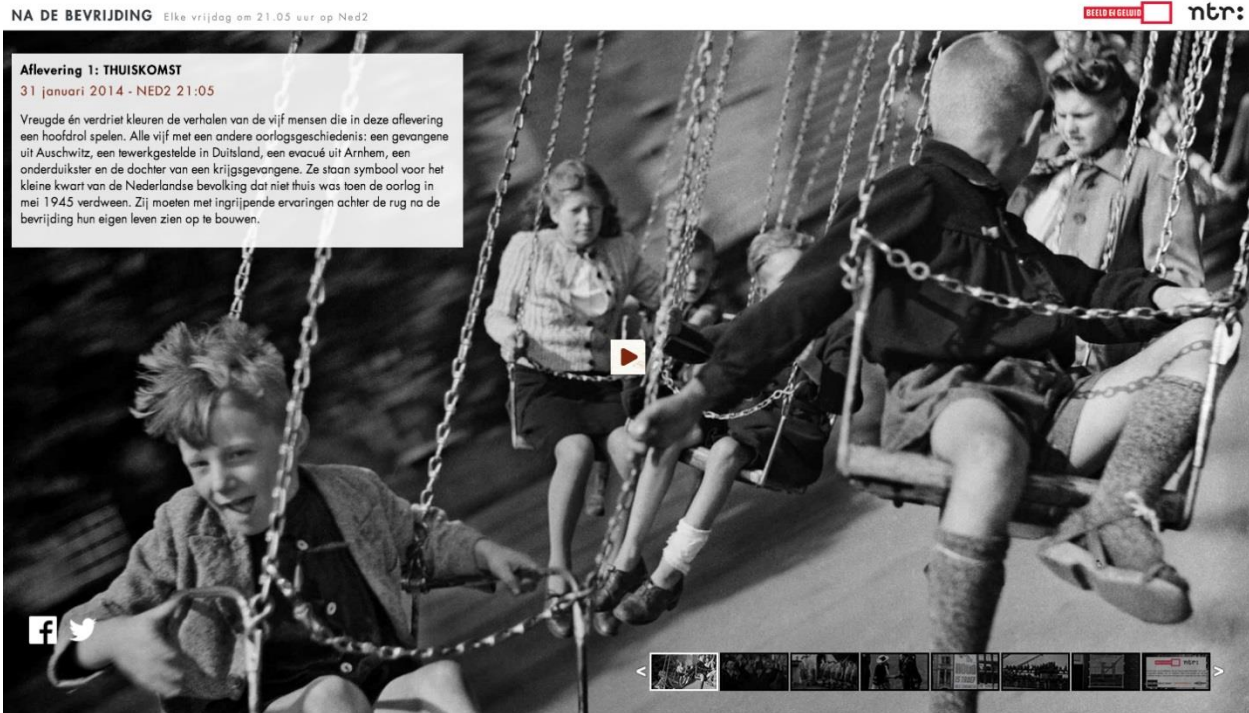 NA DE BEVRIJDING Elke vrijdag om 21.05 uur op Ned2
BEELD EN GELUID
ntr:
Aflevering 1: THUISKOMST
31 januari 2014 - NED2 21:05
Vreugde én verdriet kleuren de verhalen van de vijf mensen die in deze aflevering
een hoofdrol spelen. Alle vijf met een andere oorlogsgeschiedenis: een gevangene
uit Auschwitz, een tewerkgestelde in Duitsland, een evacué uit Arnhem, een
onderduikster en de dochter van een krijgsgevangene. Ze staan symbool voor het
kleine kwart van de Nederlandse bevolking dat niet thuis was toen de oorlog in
mei 1945 verdween. Zij moeten met ingrijpende ervaringen achter de rug na de
bevrijding hun eigen leven zien op te bouwen.
ntr: